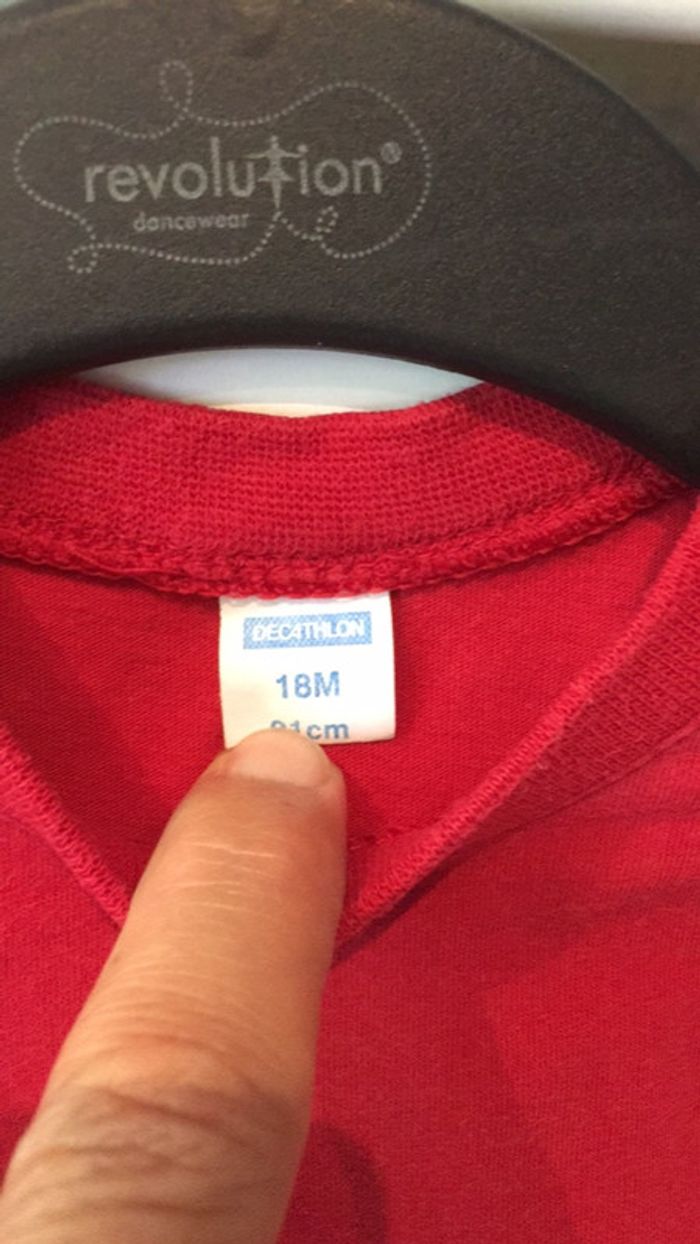 revolution®
dancewear
DECATHLON
18M